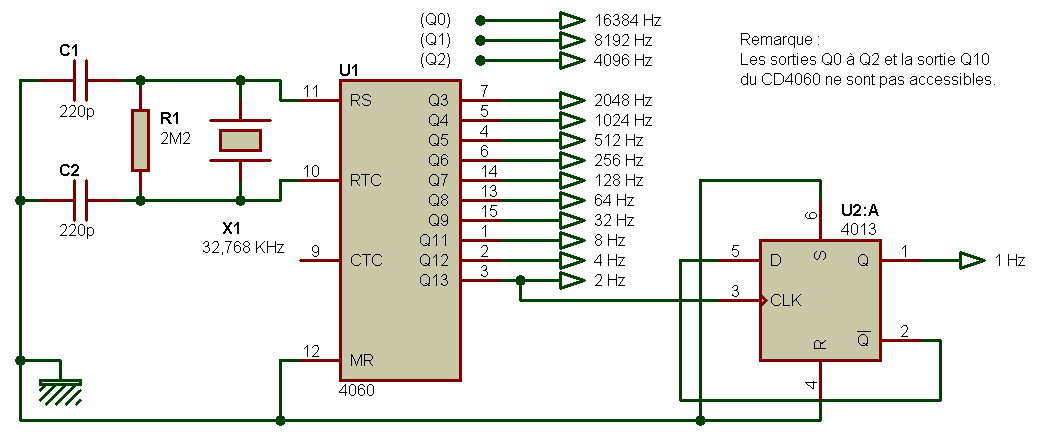 (Q0) 16384 Hz
(Q1) 8192 Hz
(Q2) 4096 Hz
Remarque :
Les sorties Q0 à Q2 et la sortie Q10
du CD4060 ne sont pas accessibles.
C1
220p
R1
2M2
C2
220p
X1
32,768 KHz
U1
11 RS
10 RTC
9 CTC
12 MR
4060
Q3 7 2048 Hz
Q4 5 1024 Hz
Q5 4 512 Hz
Q6 6 256 Hz
Q7 14 128 Hz
Q8 13 64 Hz
Q9 15 32 Hz
Q11 1 8 Hz
Q12 2 4 Hz
Q13 3 2 Hz
U2:A
4013
6 S
5 D
3 CLK
4 R
Q 1 1 Hz
Q̅ 2